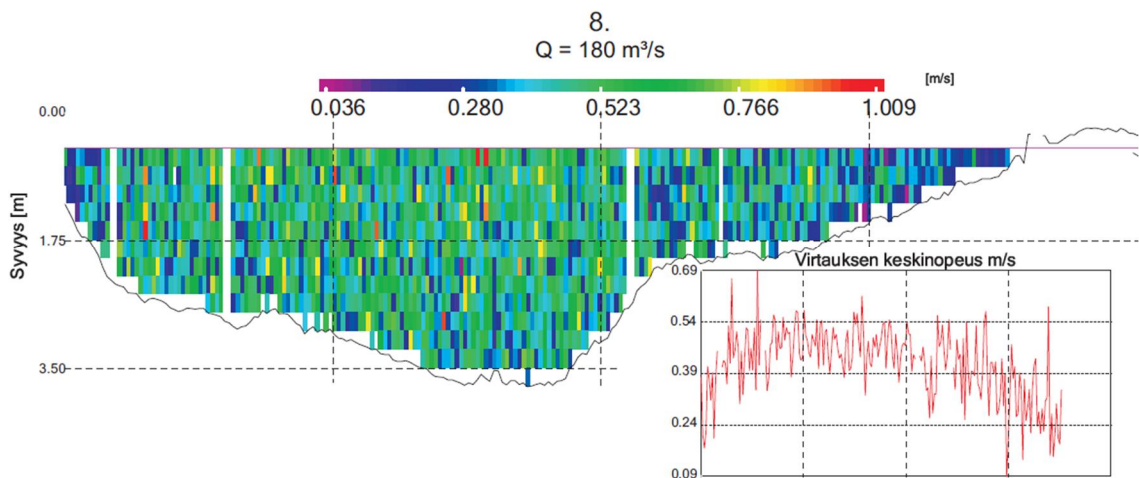 8.
Q = 180 m³/s
[m/s]
0.036 0.280 0.523 0.766 1.009
0.00
Syvyys [m]
1.75
3.50
Virtauksen keskinopeus m/s
0.69
0.54
0.39
0.24
0.09